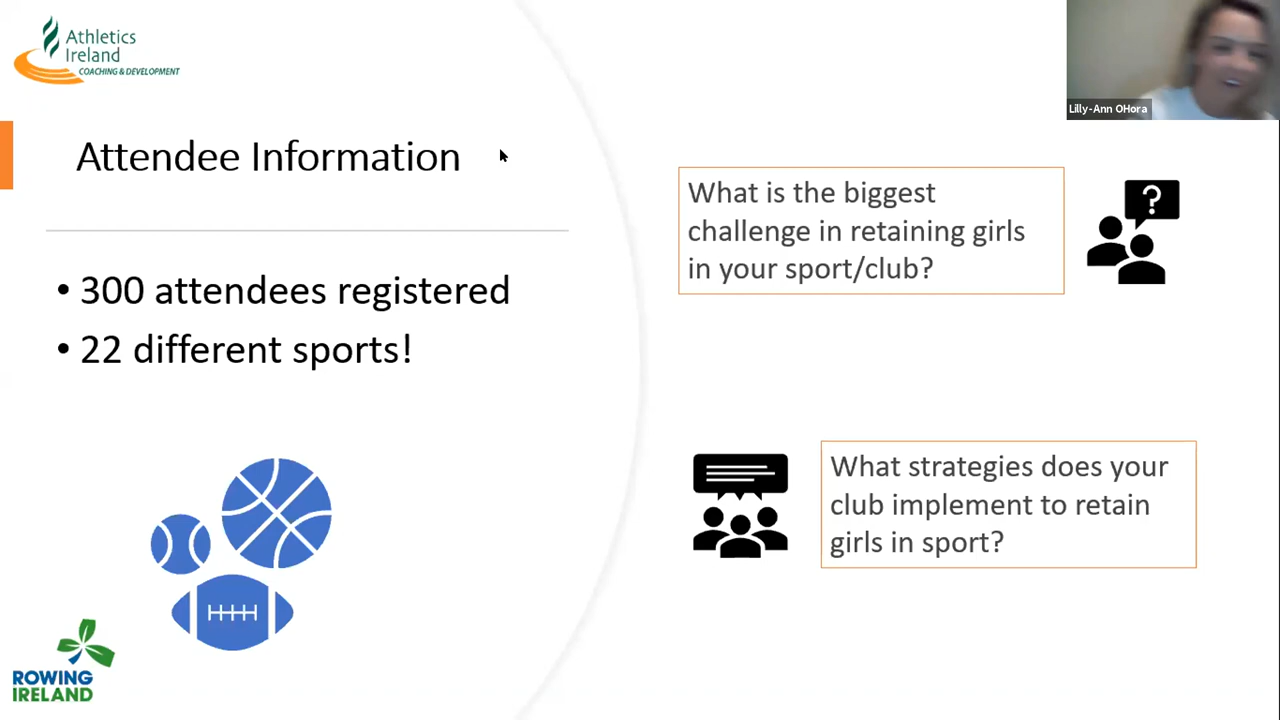 Athletics
Ireland
COACHING & DEVELOPMENT
Lilly-Ann OHora
Attendee Information
• 300 attendees registered
• 22 different sports!
What is the biggest
challenge in retaining girls
in your sport/club?
?
What strategies does your
club implement to retain
girls in sport?
ROWING
IRELAND